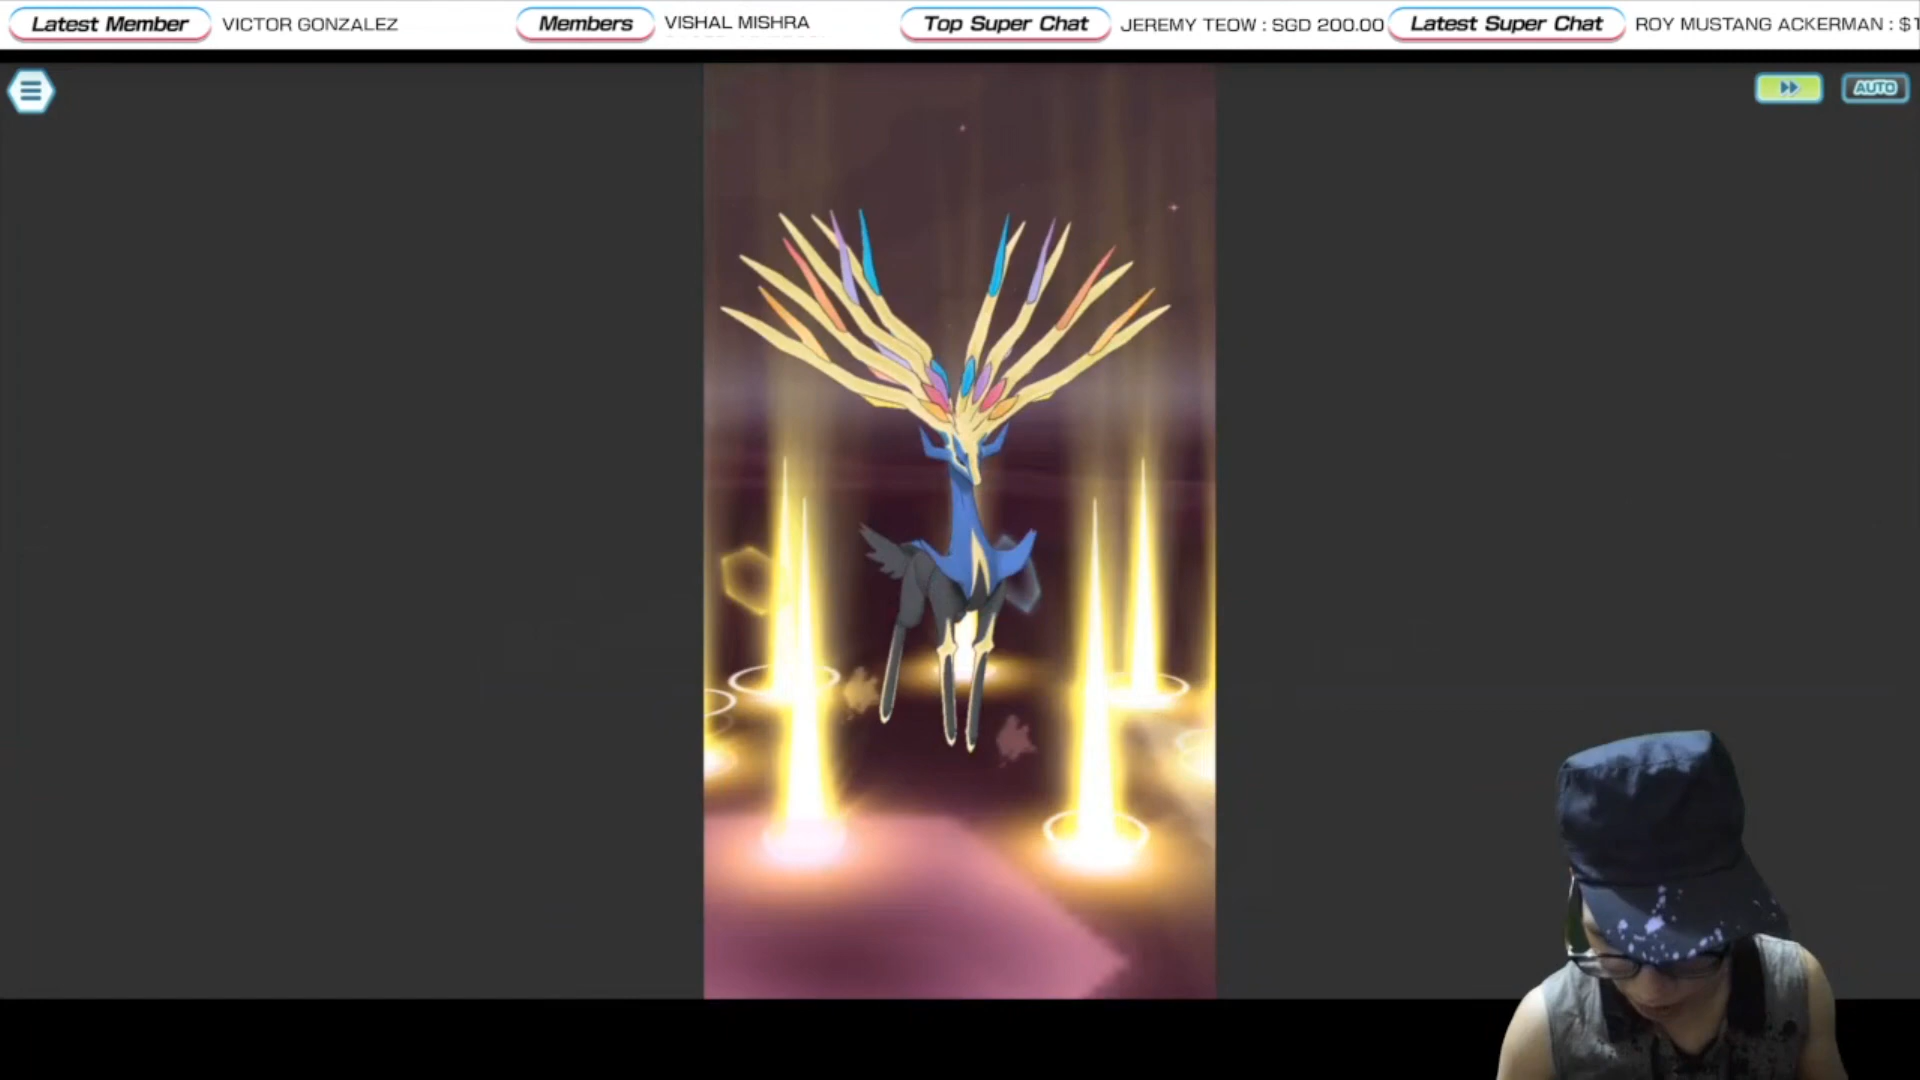 Latest Member VICTOR GONZALEZ Members VISHAL MISHRA Top Super Chat JEREMY TEOW : SGD 200.00 Latest Super Chat ROY MUSTANG ACKERMAN : $1
AUTO